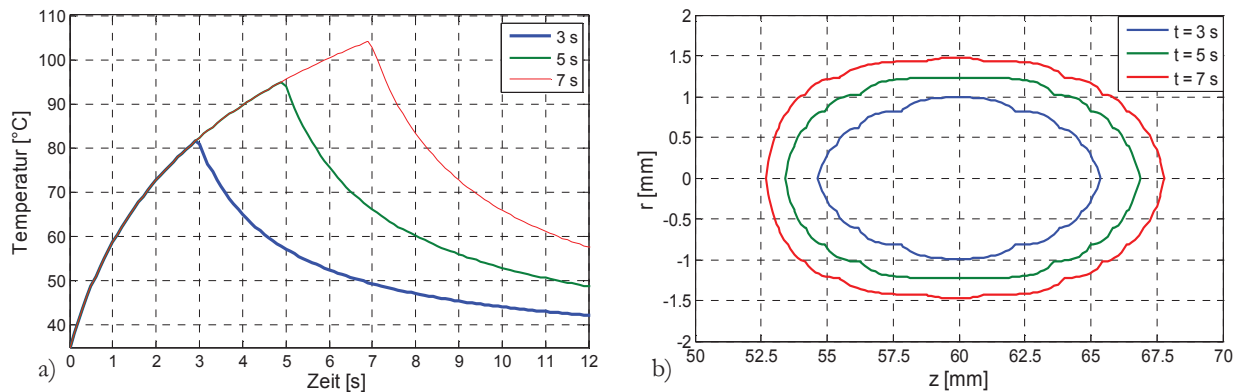 110
100
90
80
70
60
50
40
Temperatur [°C]
0 1 2 3 4 5 6 7 8 9 10 11 12
Zeit [s]
3 s
5 s
7 s
a)
2
1.5
1
0.5
0
-0.5
-1
-1.5
-2
r [mm]
50 52.5 55 57.5 60 62.5 65 67.5 70
z [mm]
t = 3 s
t = 5 s
t = 7 s
b)